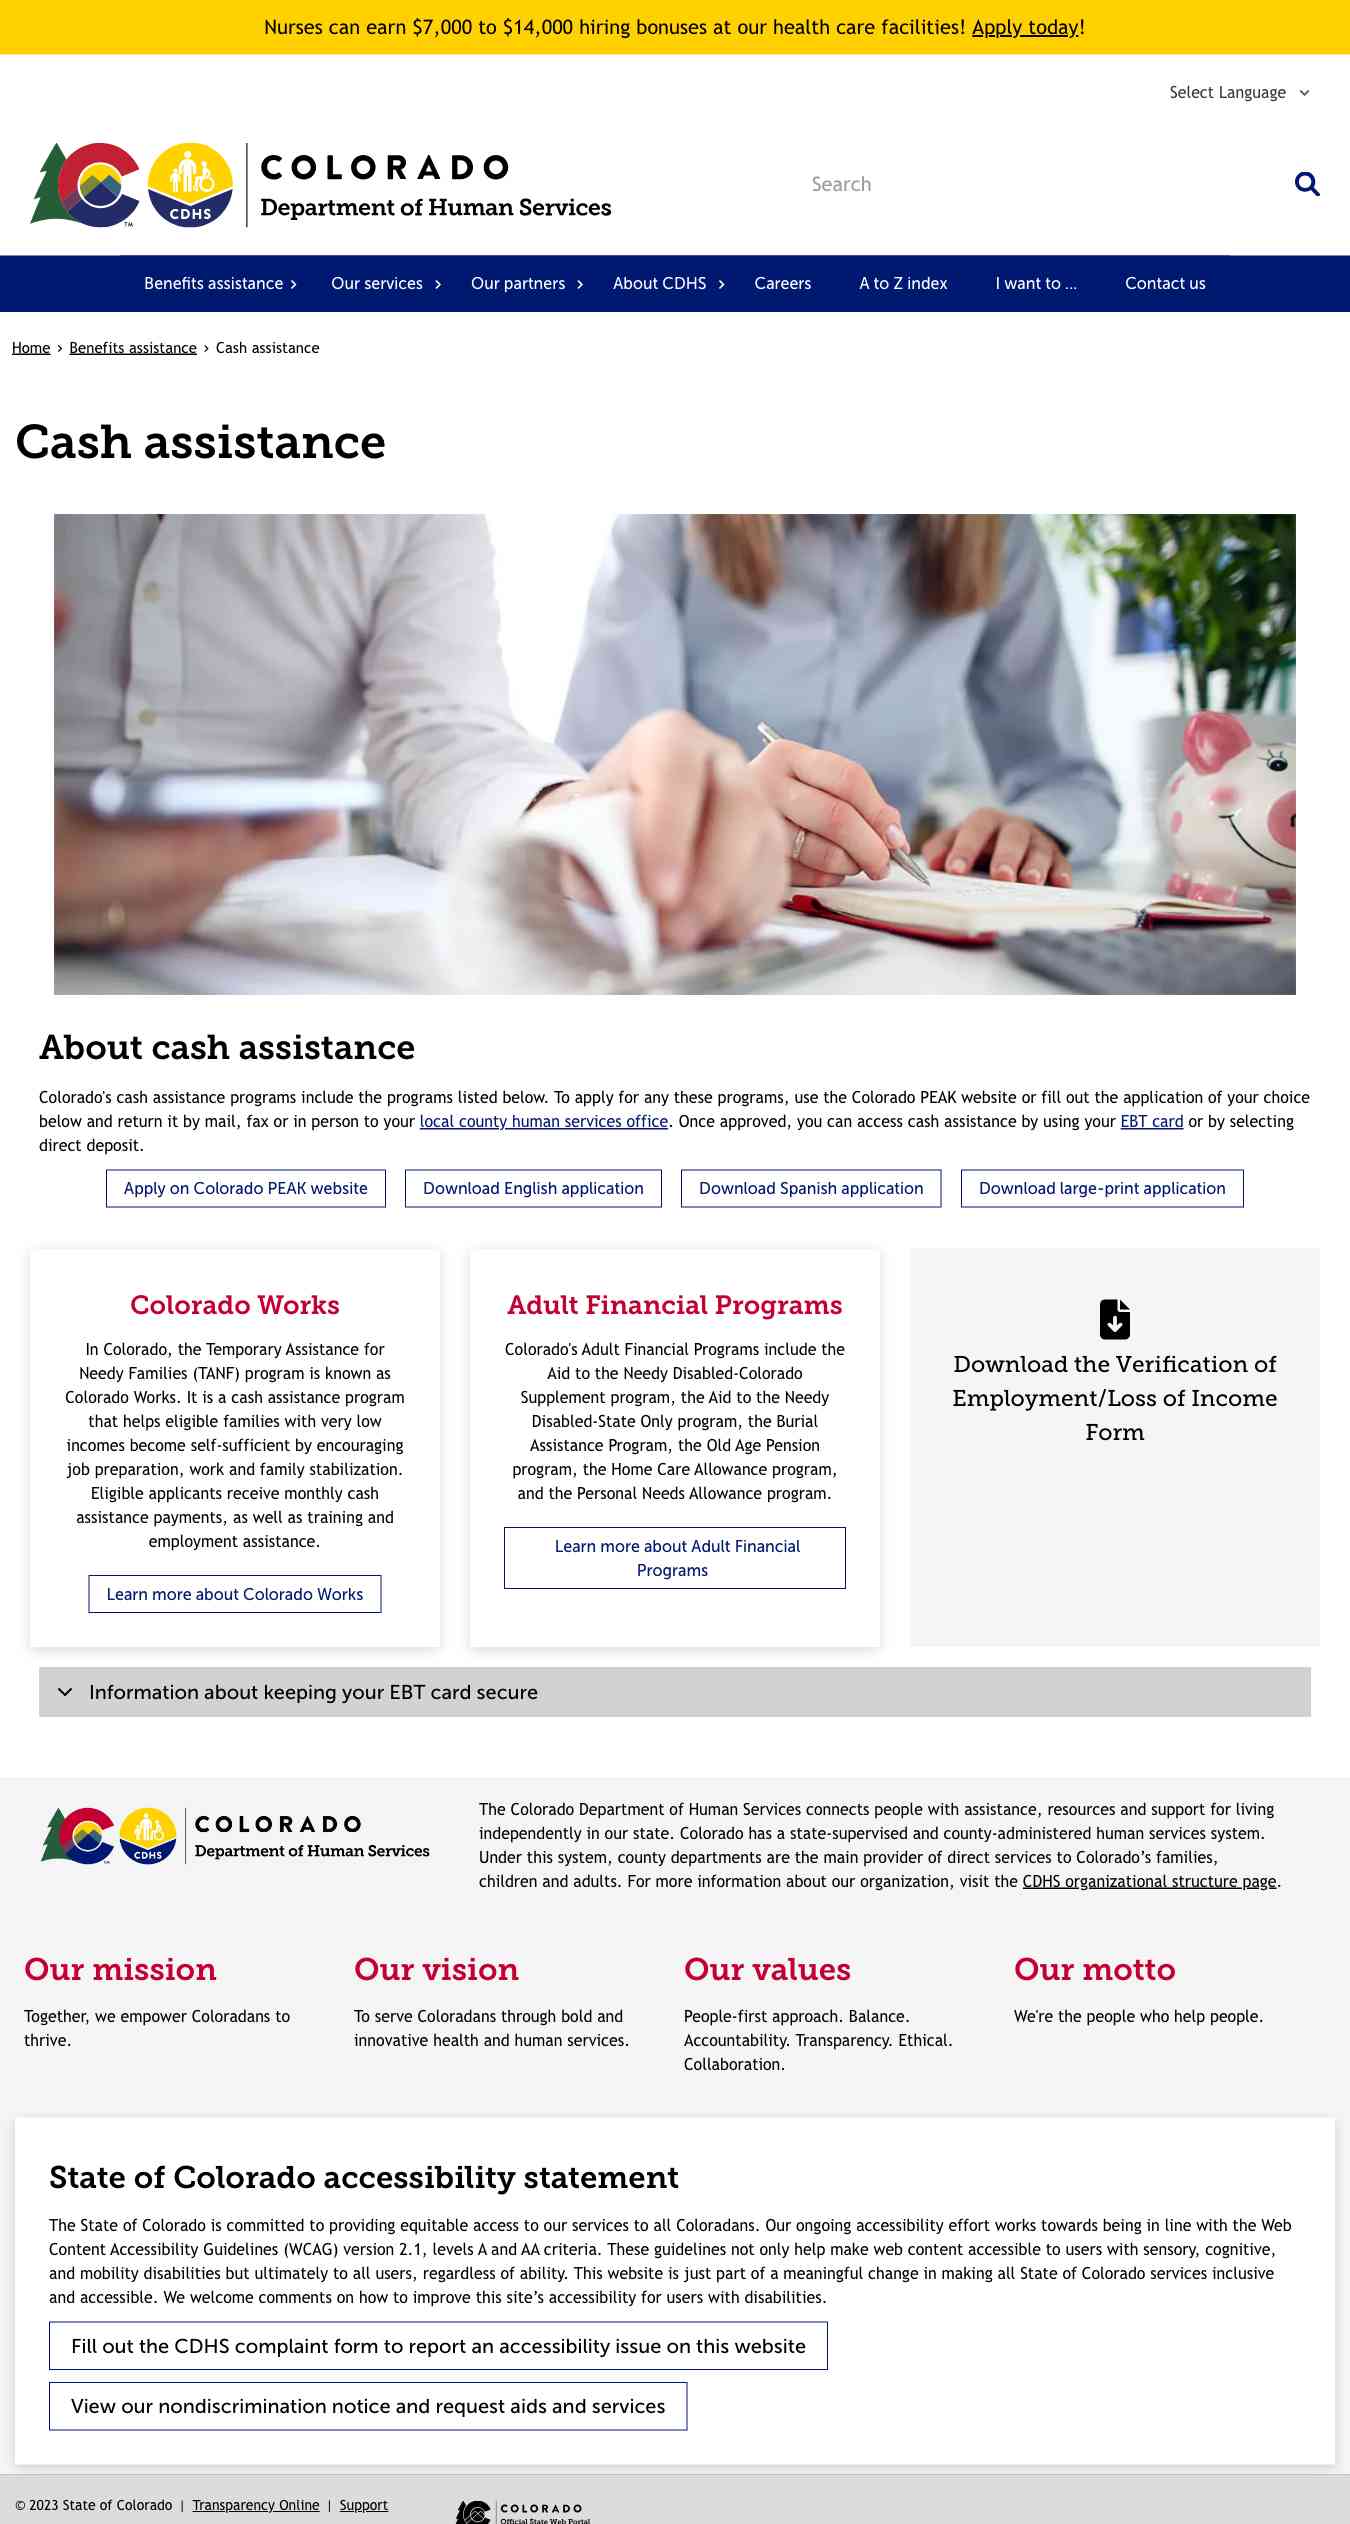 Nurses can earn $7,000 to $14,000 hiring bonuses at our health care facilities! Apply today!
Select Language
CDHS
TM
COLORADO
Department of Human Services
Search
Benefits assistance
Our services
Our partners
About CDHS
Careers
A to Z index
I want to ...
Contact us
Home › Benefits assistance › Cash assistance
Cash assistance
About cash assistance
Colorado's cash assistance programs include the programs listed below. To apply for any these programs, use the Colorado PEAK website or fill out the application of your choice
below and return it by mail, fax or in person to your local county human services office. Once approved, you can access cash assistance by using your EBT card or by selecting
direct deposit.
Apply on Colorado PEAK website
Download English application
Download Spanish application
Download large-print application
Colorado Works
In Colorado, the Temporary Assistance for
Needy Families (TANF) program is known as
Colorado Works. It is a cash assistance program
that helps eligible families with very low
incomes become self-sufficient by encouraging
job preparation, work and family stabilization.
Eligible applicants receive monthly cash
assistance payments, as well as training and
employment assistance.
Learn more about Colorado Works
Adult Financial Programs
Colorado's Adult Financial Programs include the
Aid to the Needy Disabled-Colorado
Supplement program, the Aid to the Needy
Disabled-State Only program, the Burial
Assistance Program, the Old Age Pension
program, the Home Care Allowance program,
and the Personal Needs Allowance program.
Learn more about Adult Financial
Programs
Download the Verification of
Employment/Loss of Income
Form
Information about keeping your EBT card secure
CDHS
COLORADO
Department of Human Services
The Colorado Department of Human Services connects people with assistance, resources and support for living
independently in our state. Colorado has a state-supervised and county-administered human services system.
Under this system, county departments are the main provider of direct services to Colorado’s families,
children and adults. For more information about our organization, visit the CDHS organizational structure page.
Our mission
Together, we empower Coloradans to
thrive.
Our vision
To serve Coloradans through bold and
innovative health and human services.
Our values
People-first approach. Balance.
Accountability. Transparency. Ethical.
Collaboration.
Our motto
We're the people who help people.
State of Colorado accessibility statement
The State of Colorado is committed to providing equitable access to our services to all Coloradans. Our ongoing accessibility effort works towards being in line with the Web
Content Accessibility Guidelines (WCAG) version 2.1, levels A and AA criteria. These guidelines not only help make web content accessible to users with sensory, cognitive,
and mobility disabilities but ultimately to all users, regardless of ability. This website is just part of a meaningful change in making all State of Colorado services inclusive
and accessible. We welcome comments on how to improve this site’s accessibility for users with disabilities.
Fill out the CDHS complaint form to report an accessibility issue on this website
View our nondiscrimination notice and request aids and services
© 2023 State of Colorado | Transparency Online | Support
COLORADO
Official State Web Portal